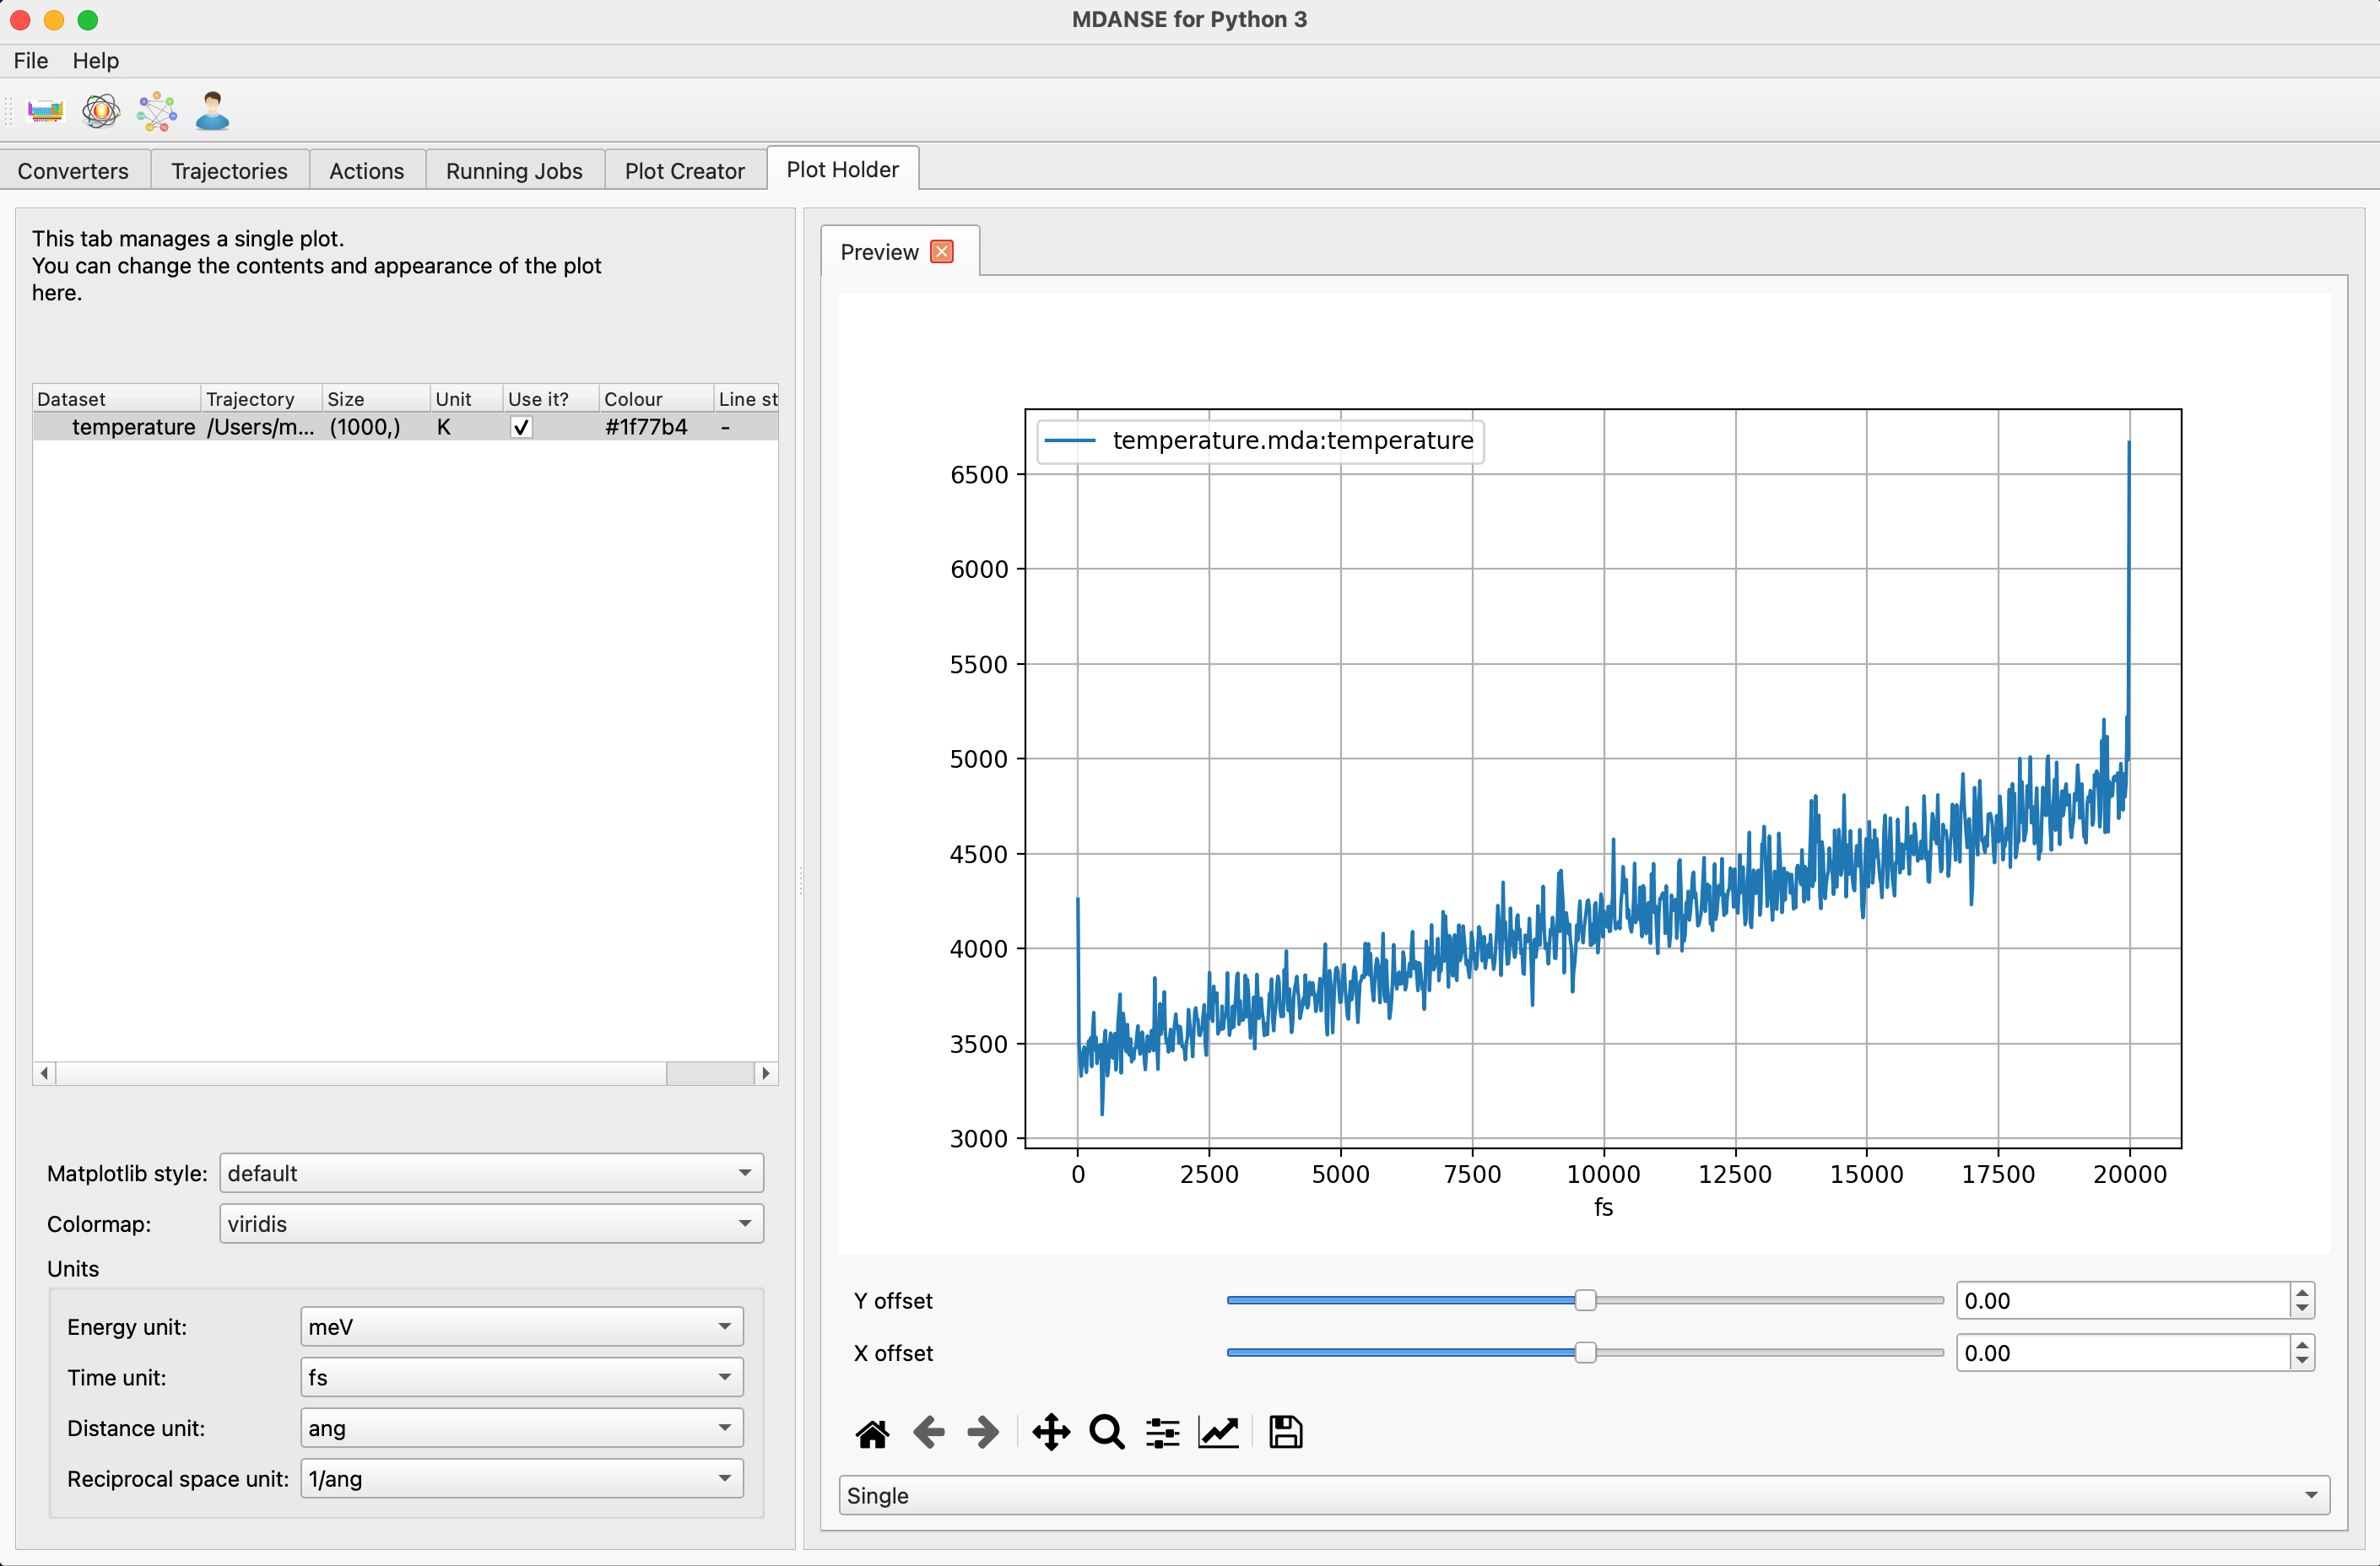 MDANSE for Python 3
File Help
Converters Trajectories Actions Running Jobs Plot Creator Plot Holder
This tab manages a single plot.
You can change the contents and appearance of the plot
here.
Dataset Trajectory Size Unit Use it? Colour Line st
temperature /Users/m... (1000,) K #1f77b4 -
Matplotlib style: default
Colormap: viridis
Units
Energy unit: meV
Time unit: fs
Distance unit: ang
Reciprocal space unit: 1/ang
Preview
temperature.mda:temperature
6500
6000
5500
5000
4500
4000
3500
3000
0 2500 5000 7500 10000 12500 15000 17500 20000
fs
Y offset 0.00
X offset 0.00
Single